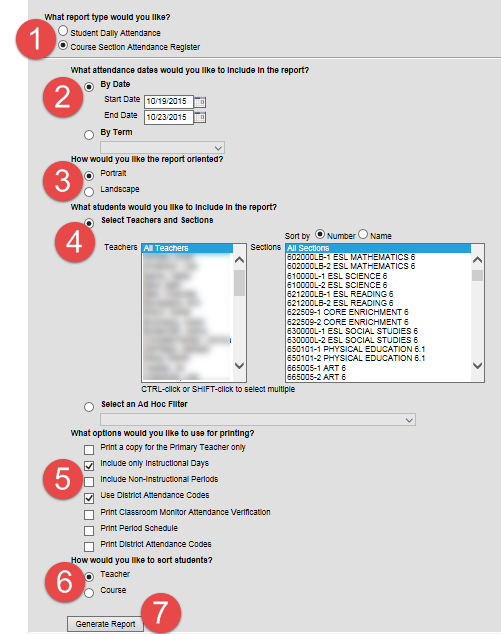 What report type would you like?
1
Student Daily Attendance
Course Section Attendance Register
What attendance dates would you like to include in the report?
2
By Date
Start Date 10/19/2015
End Date 10/23/2015
By Term
How would you like the report oriented?
3
Portrait
Landscape
What students would you like to include in the report?
4
Select Teachers and Sections
Sort by Number Name
Teachers All Teachers Sections All Sections
602000LB-1 ESL MATHEMATICS 6
602000LB-2 ESL MATHEMATICS 6
610000L-1 ESL SCIENCE 6
610000L-2 ESL SCIENCE 6
621200LB-1 ESL READING 6
621200LB-2 ESL READING 6
622509-1 CORE ENRICHMENT 6
622509-2 CORE ENRICHMENT 6
630000L-1 ESL SOCIAL STUDIES 6
630000L-2 ESL SOCIAL STUDIES 6
650101-1 PHYSICAL EDUCATION 6.1
650101-2 PHYSICAL EDUCATION 6.1
665005-1 ART 6
665005-2 ART 6
CTRL-click or SHIFT-click to select multiple
Select an Ad Hoc Filter
What options would you like to use for printing?
5
Print a copy for the Primary Teacher only
Include only Instructional Days
Include Non-Instructional Periods
Use District Attendance Codes
Print Classroom Monitor Attendance Verification
Print Period Schedule
Print District Attendance Codes
How would you like to sort students?
6
Teacher
Course
Generate Report
7